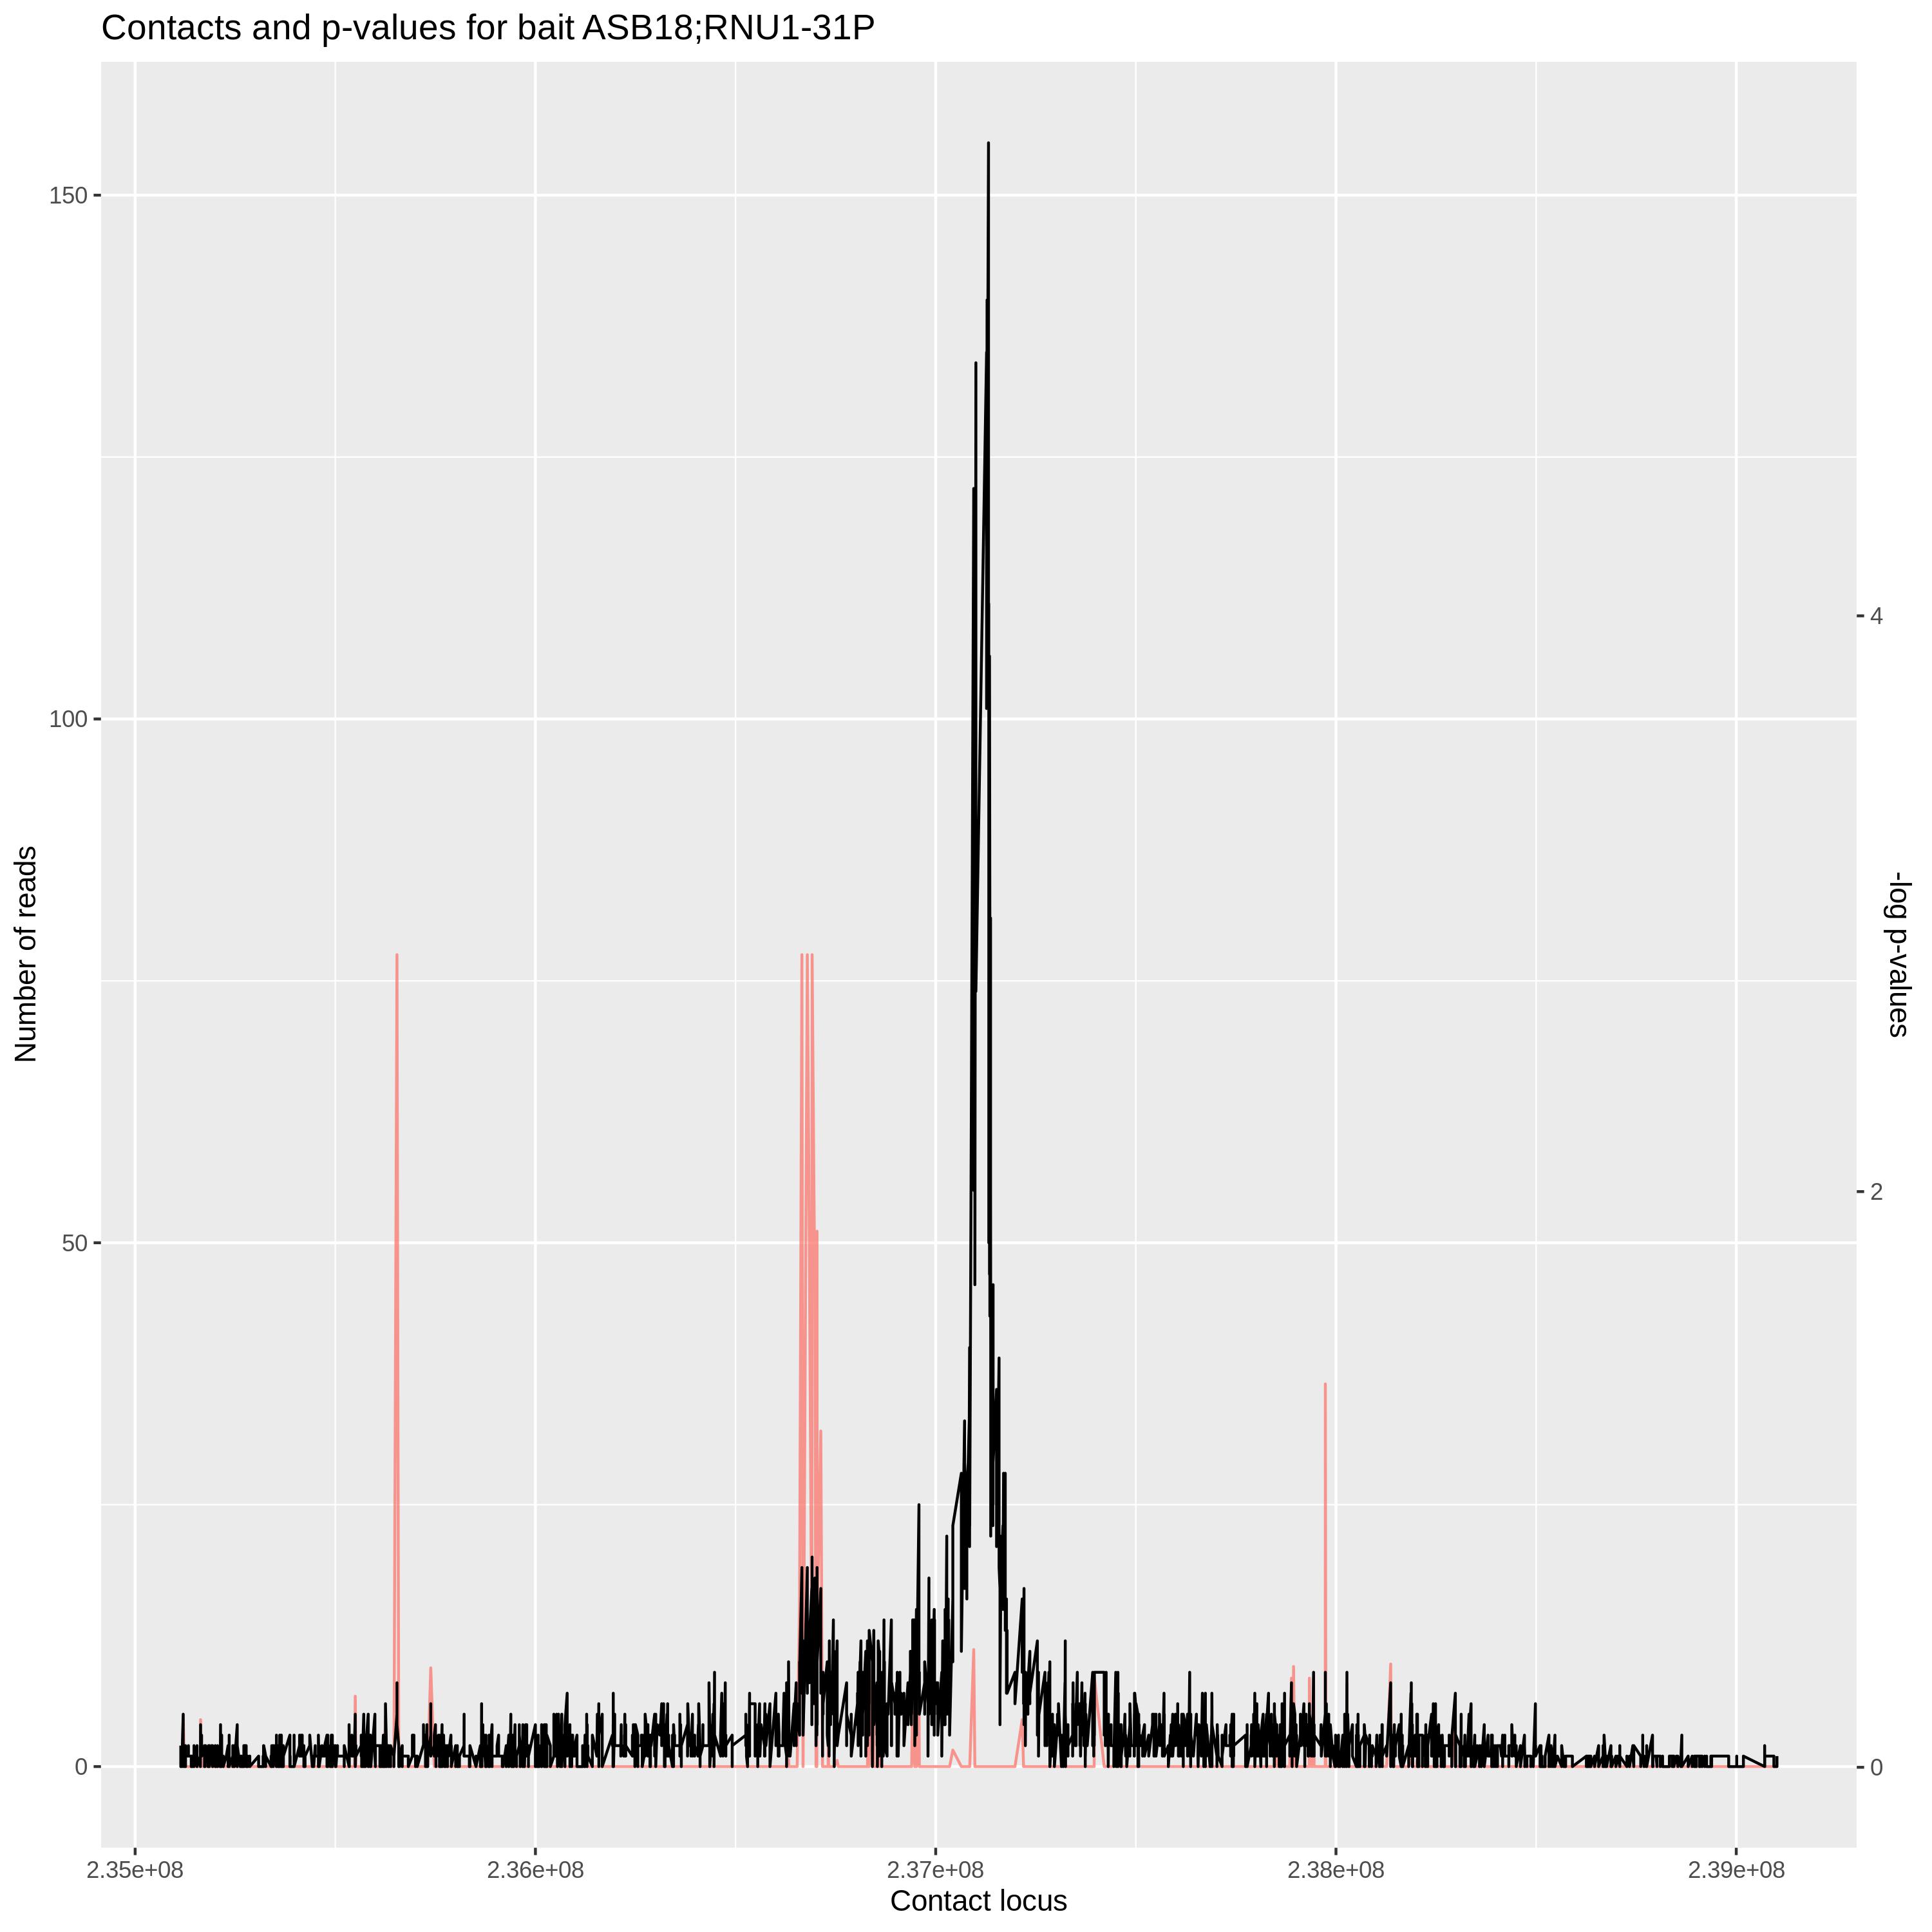 Contacts and p-values for bait ASB18;RNU1-31P
150
100
50
0
Number of reads
4
2
0
-log p-values
2.35e+08 2.36e+08 2.37e+08 2.38e+08 2.39e+08
Contact locus